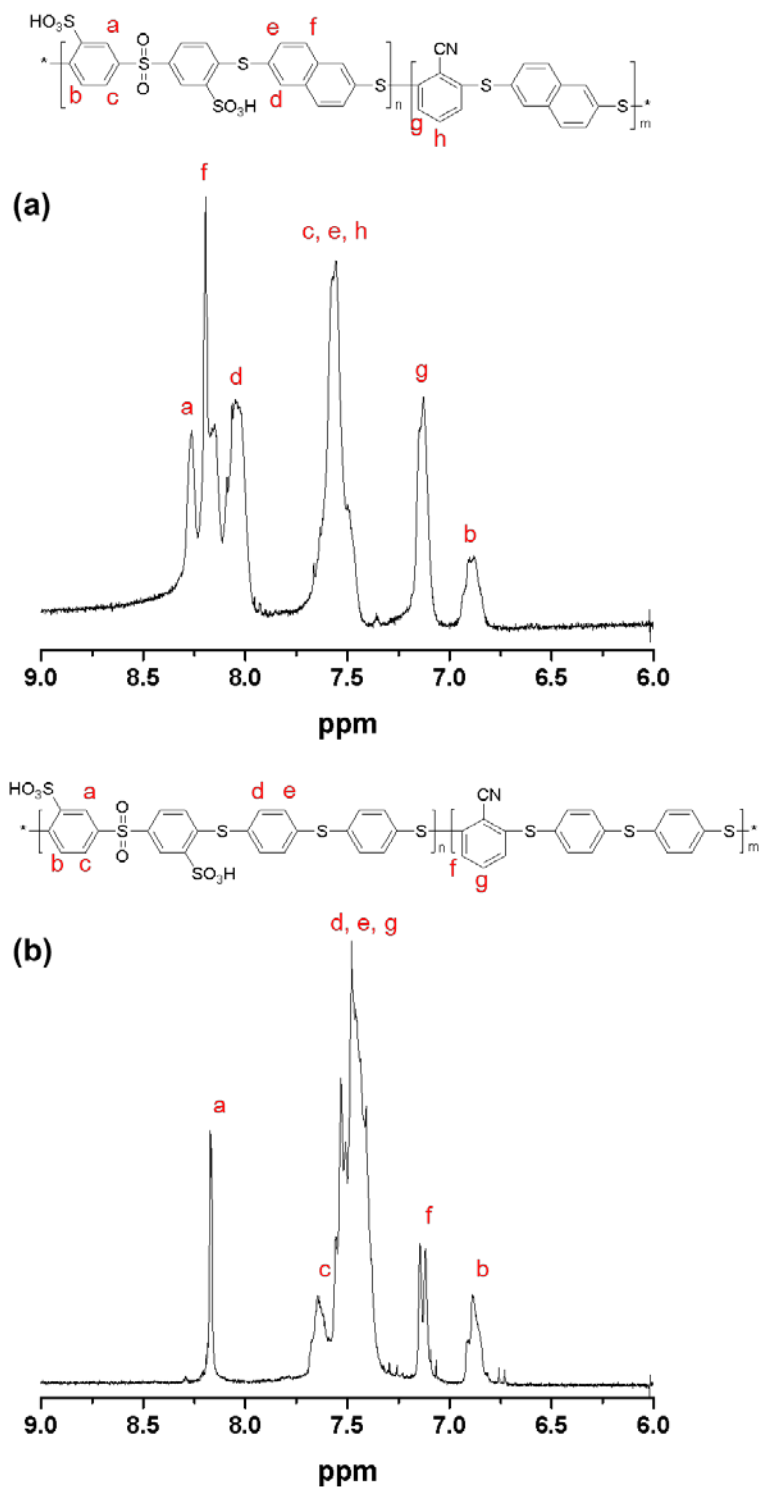 HO₃S a O S O S e f CN
* b c SO₃H d S n g h S S * m
(a)
f
c, e, h
a d g b
9.0 8.5 8.0 7.5 7.0 6.5 6.0
ppm
HO₃S a O S O S d e S S CN S S S *
* b c SO₃H n f g m
(b)
d, e, g
a c f b
9.0 8.5 8.0 7.5 7.0 6.5 6.0
ppm